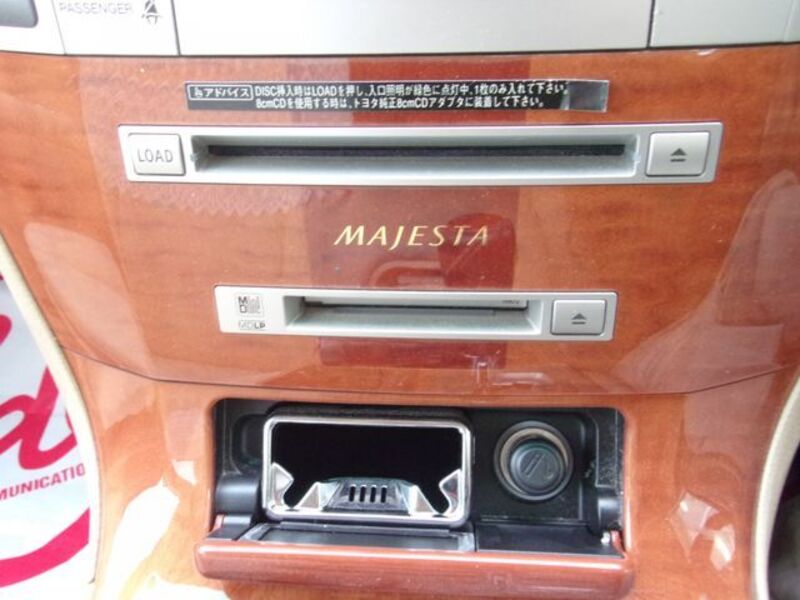 PASSENGER
アドバイス DISC挿入時はLOADを押し、入口照明が緑色に点灯中、1枚のみ入れて下さい。
8cmCDを使用する時は、トヨタ純正8cmCDアダプタに装着して下さい。
LOAD
MAJESTA
Mini Disc
MDLP
d
MMUNICATION